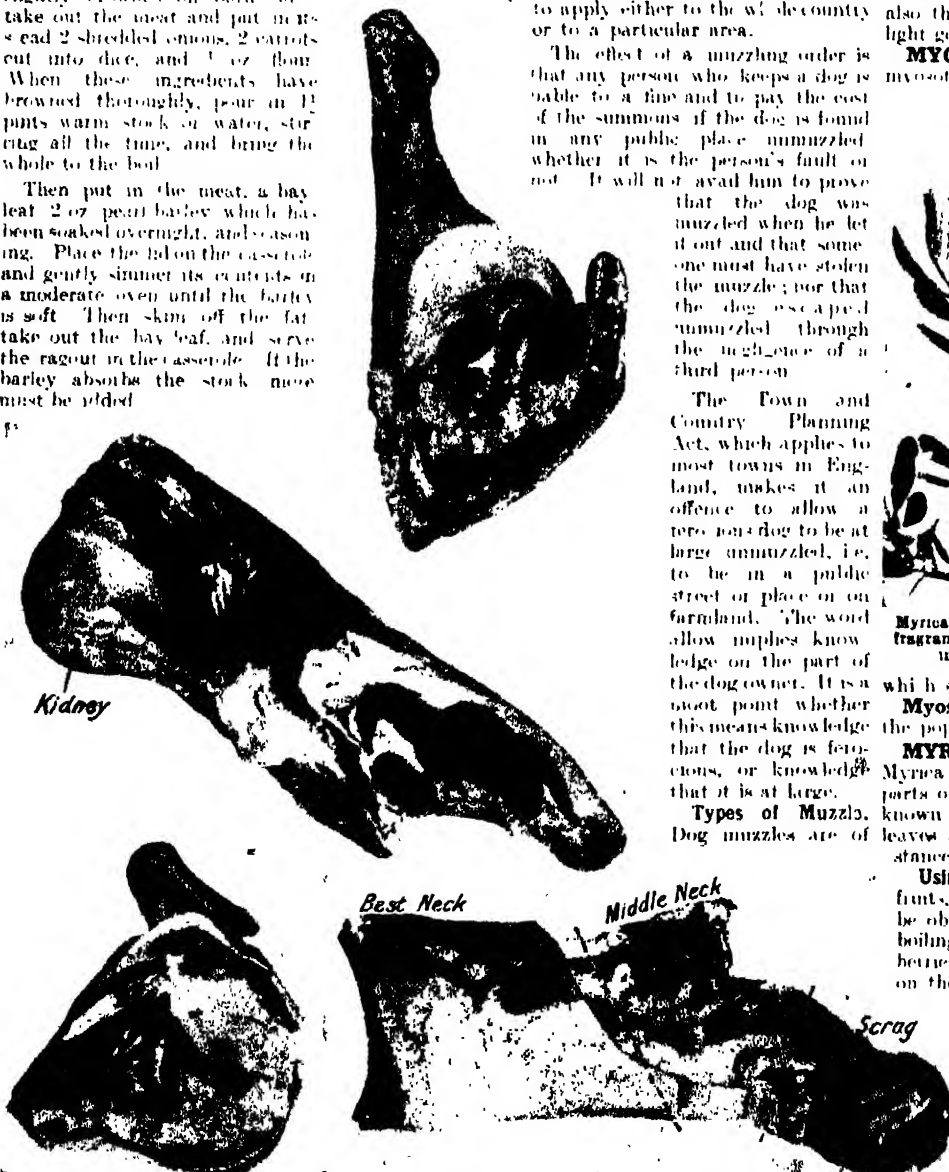 take out the meat and put in its
stead 2 shredded onions, 2 carrots
cut into dice, and oz flour
When these ingredients have
browned thoroughly, pour in 1½
pints warm stock or water, stir
ring all the time, and bring the
whole to the boil
Then put in the meat, a bay
leaf 2 oz pearl barley which has
been soaked overnight, and season
ing. Place the lid on the casserole
and gently simmer its contents in
a moderate oven until the barley
is soft Then skim off the fat
take out the bay leaf, and serve
the ragout in the casserole If the
barley absorbs the stock more
must be added
Kidney
to apply either to the whole country
or to a particular area.
The effect of a muzzling order is
that any person who keeps a dog is
liable to a fine and to pay the cost
of the summons if the dog is found
in any public place unmuzzled
whether it is the person's fault or
not It will not avail him to prove
that the dog was
muzzled when he let
it out and that some-
one must have stolen
the muzzle; nor that
the dog escaped
unmuzzled through
the negligence of a
third person
The Town and
Country Planning
Act, which applies to
most towns in Eng-
land, makes it an
offence to allow a
ferocious dog to be at
large unmuzzled, i.e,
to be in a public
street or place or on
farmland. The word
allow implies know
ledge on the part of
the dog owner. It is a
moot point whether
this means knowledge
that the dog is fero-
cious, or knowledge
that it is at large.
Types of Muzzle.
Dog muzzles are of
Best Neck
Middle Neck
Scrag
also th
light
MYO
myosot
Myrica
fragran
whi h
Myos
the pop
MYR
Myrica
parts o
known
leaves
stance
Usi
fruits,
be ob
boiling
berries
on the